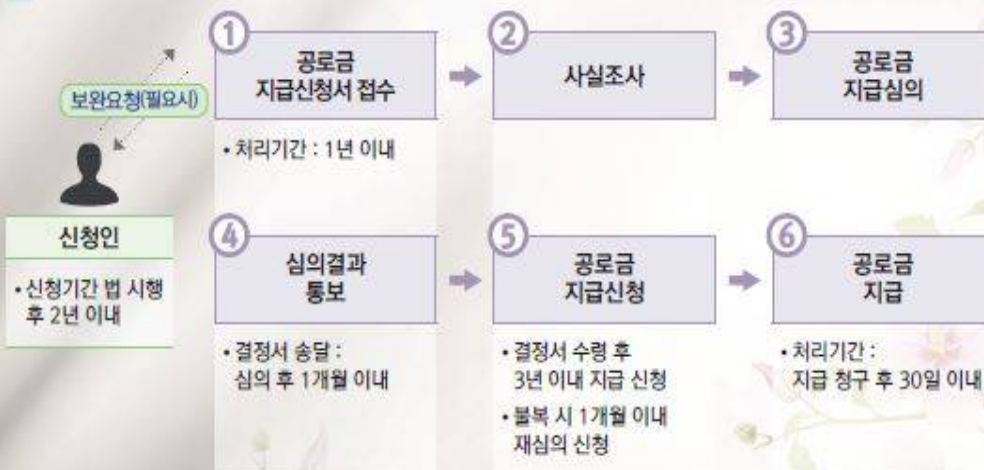 ①
공로금
지급신청서 접수
②
사실조사
③
공로금
지급심의
보완요청(필요시)
• 처리기간 : 1년 이내
신청인
• 신청기간 법 시행
후 2년 이내
④
심의결과
통보
⑤
공로금
지급신청
⑥
공로금
지급
• 결정서 송달 :
심의 후 1개월 이내
• 결정서 수령 후
3년 이내 지급 신청
• 불복 시 1개월 이내
재심의 신청
• 처리기간 :
지급 청구 후 30일 이내